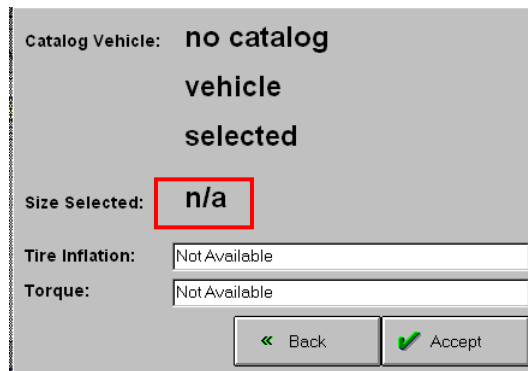 Catalog Vehicle: no catalog
vehicle
selected
Size Selected: n/a
Tire Inflation: Not Available
Torque: Not Available
« Back ✔ Accept